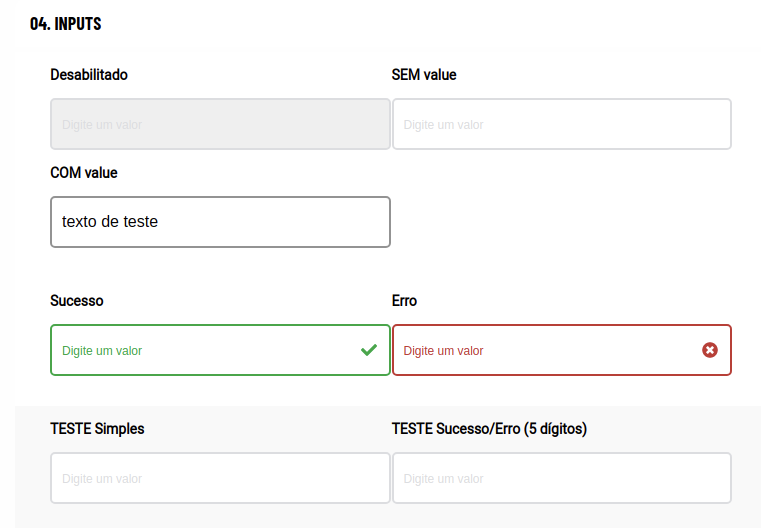 04. INPUTS
Desabilitado
SEM value
Digite um valor
Digite um valor
COM value
texto de teste
Sucesso
Erro
Digite um valor
Digite um valor
TESTE Simples
TESTE Sucesso/Erro (5 dígitos)
Digite um valor
Digite um valor